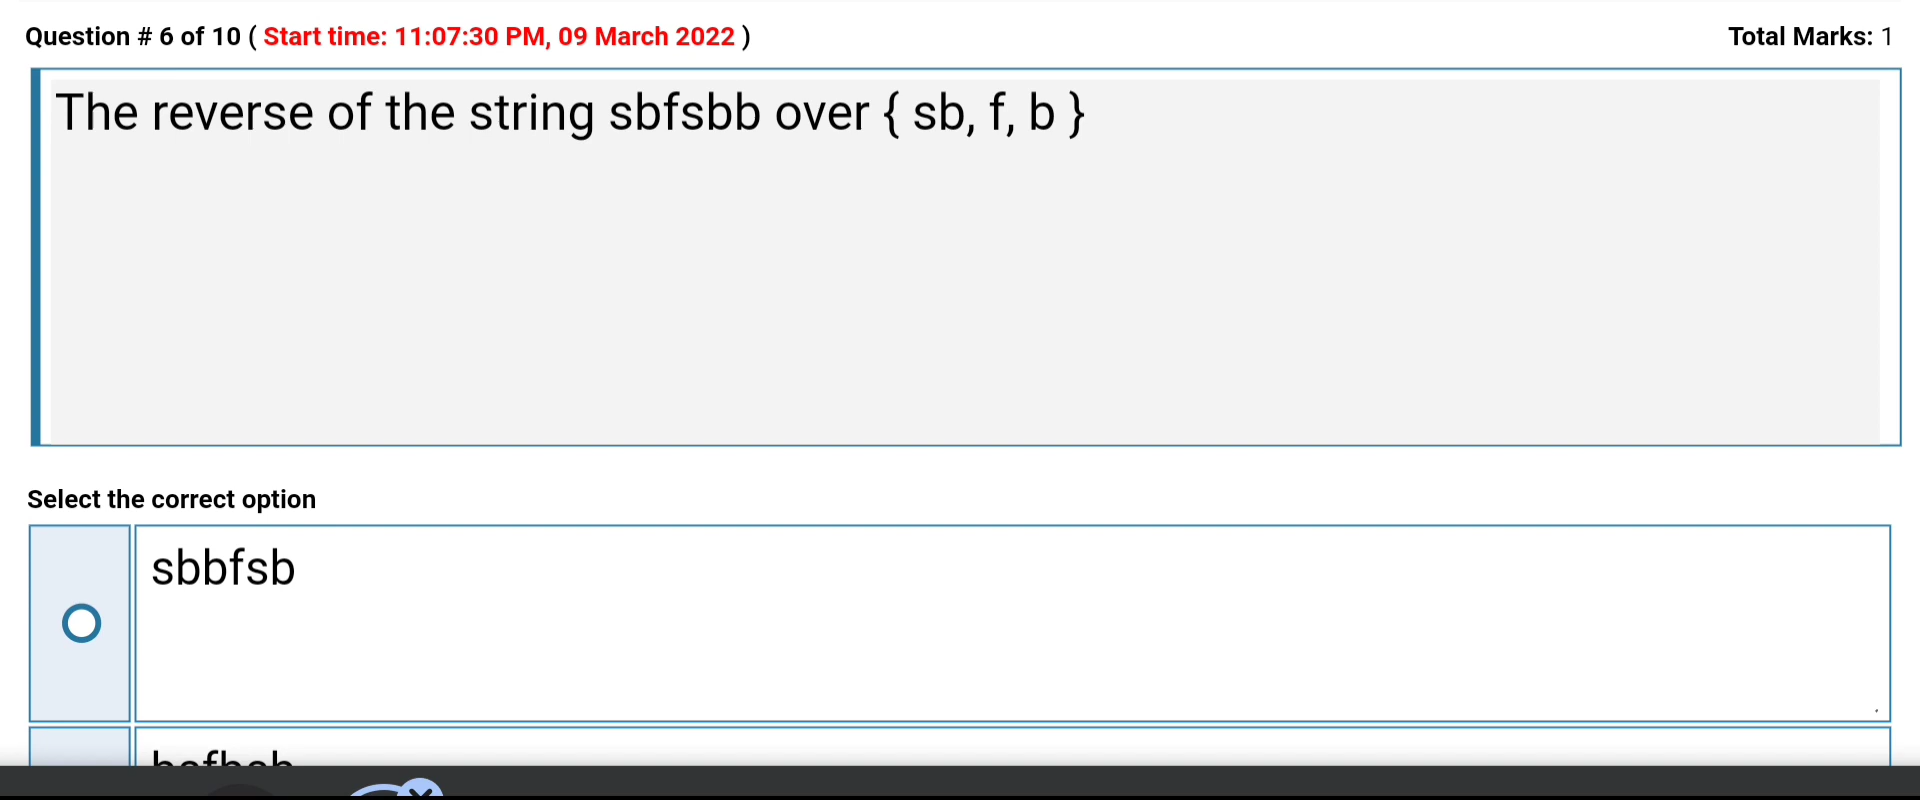 Question # 6 of 10 ( Start time: 11:07:30 PM, 09 March 2022 )
Total Marks: 1
The reverse of the string sbfsbb over { sb, f, b }
Select the correct option
sbbfsb